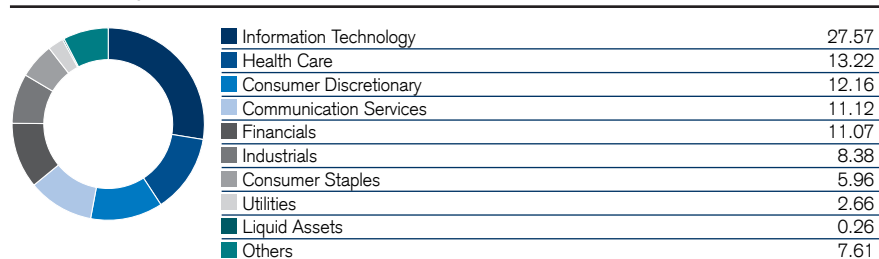 Information Technology 27.57
Health Care 13.22
Consumer Discretionary 12.16
Communication Services 11.12
Financials 11.07
Industrials 8.38
Consumer Staples 5.96
Utilities 2.66
Liquid Assets 0.26
Others 7.61